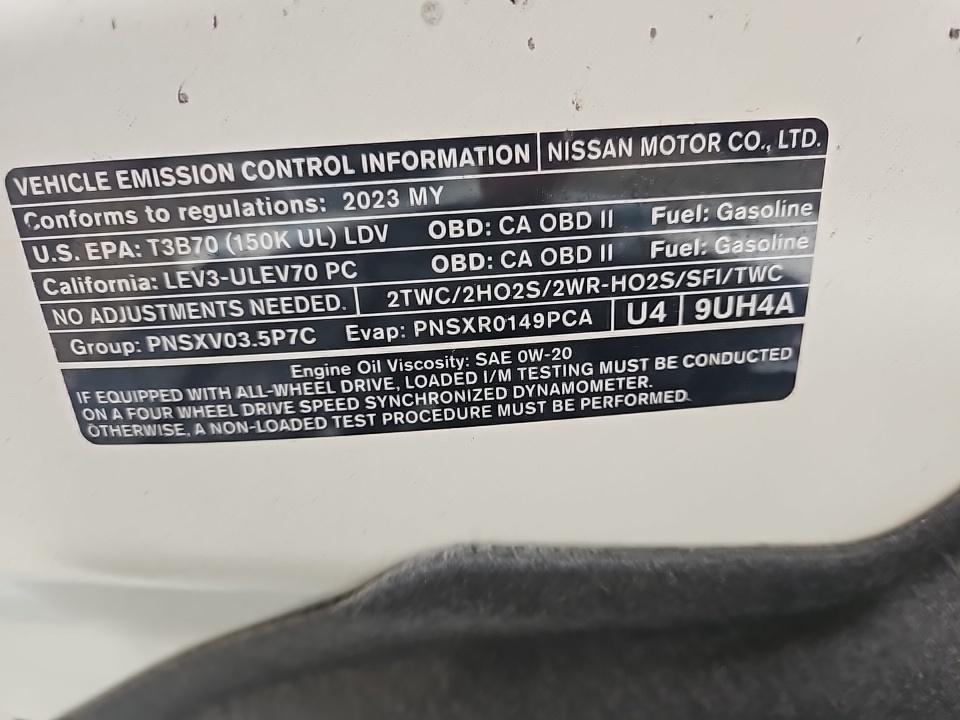 VEHICLE EMISSION CONTROL INFORMATION NISSAN MOTOR CO., LTD.
Conforms to regulations: 2023 MY
U.S. EPA: T3B70 (150K UL) LDV OBD: CA OBD II Fuel: Gasoline
California: LEV3-ULEV70 PC OBD: CA OBD II Fuel: Gasoline
NO ADJUSTMENTS NEEDED. 2TWC/2HO2S/2WR-HO2S/SFI/TWC
Group: PNSXV03.5P7C Evap: PNSXR0149PCA U4 9UH4A
Engine Oil Viscosity: SAE 0W-20
IF EQUIPPED WITH ALL-WHEEL DRIVE, LOADED I/M TESTING MUST BE CONDUCTED
ON A FOUR WHEEL DRIVE SPEED SYNCHRONIZED DYNAMOMETER.
OTHERWISE, A NON-LOADED TEST PROCEDURE MUST BE PERFORMED.